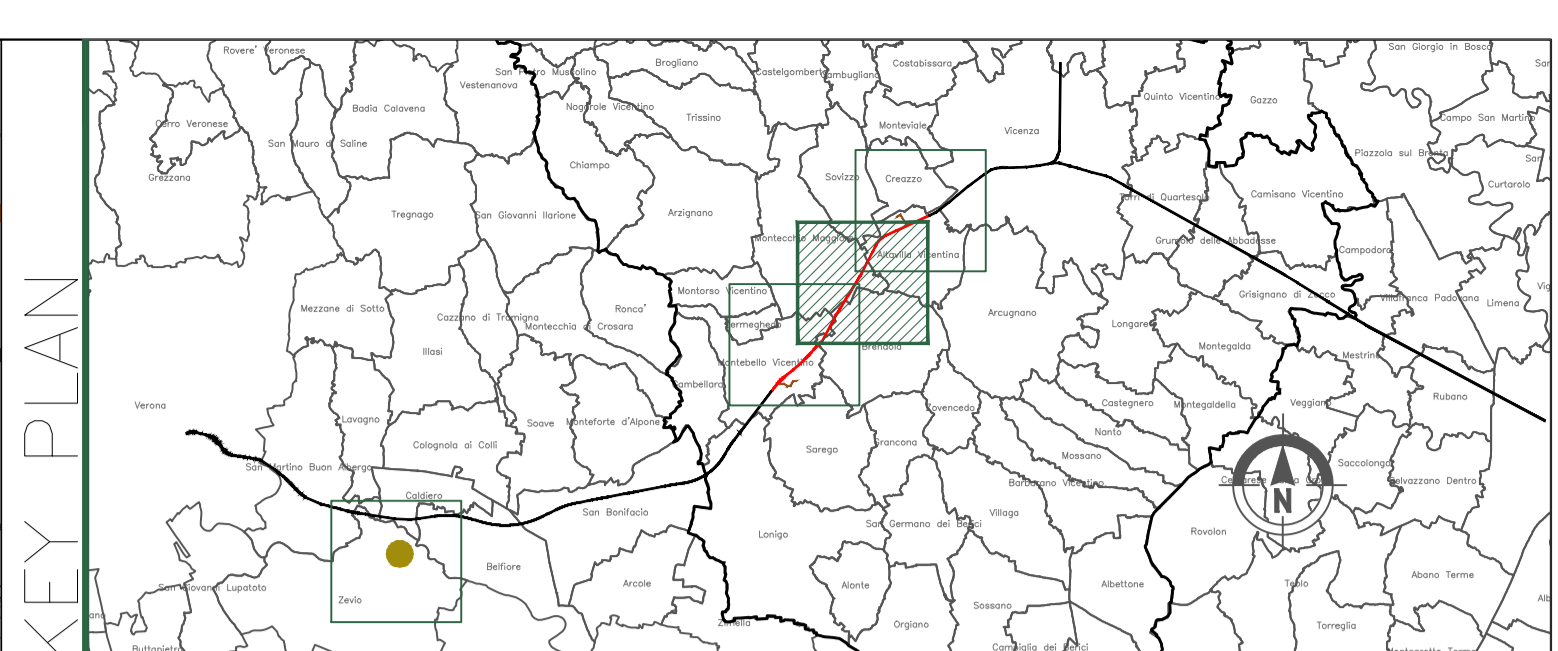 KEY PLAN
Rovere' Veronese
San Giorgio in Bosco
Brogliano
Costabissara
San Pietro Mussolino
Castelgomberto
Gambugliano
Vestenanova
Badia Calavena
Nogarole Vicentino
Quinto Vicentino
Gazzo
Trissino
Campo San Martino
Cerro Veronese
Monteviale
Vicenza
San Mauro di Saline
Piazzola sul Brenta
Chiampo
Grezzana
Sovizzo
Creazzo
Curtarolo
Torri di Quartesolo
Camisano Vicentino
Tregnago
San Giovanni Ilarione
Arzignano
Montecchio Maggiore
Grumolo delle Abbadesse
Campodoro
Altavilla Vicentina
Montorso Vicentino
Grisignano di Zocco
Villafranca Padovana
Limena
Mezzane di Sotto
Ronca'
Cazzano di Tramigna
Montecchia di Crosara
Zermeghedo
Arcugnano
Longare
Illasi
Brendola
Montegalda
Mestrino
Montebello Vicentino
Gambellara
Rubano
Verona
Lavagno
Soave
Monteforte d'Alpone
Zovencedo
Castegnero
Montegaldella
Veggiano
Colognola ai Colli
Sarego
Grancona
Nanto
Mossano
San Martino Buon Albergo
Saccolongo
Selvazzano Dentro
Barbarano Vicentino
Caldiero
San Bonifacio
Villaga
N
San Germano dei Berici
Lonigo
Rovolon
Belfiore
San Giovanni Lupatoto
Zevio
Arcole
Alonte
Albettone
Teolo
Abano Terme
Sossano
Zimella
Orgiano
Torreglia
Buttapietra
Campiglia dei Berici
Montegrotto Terme